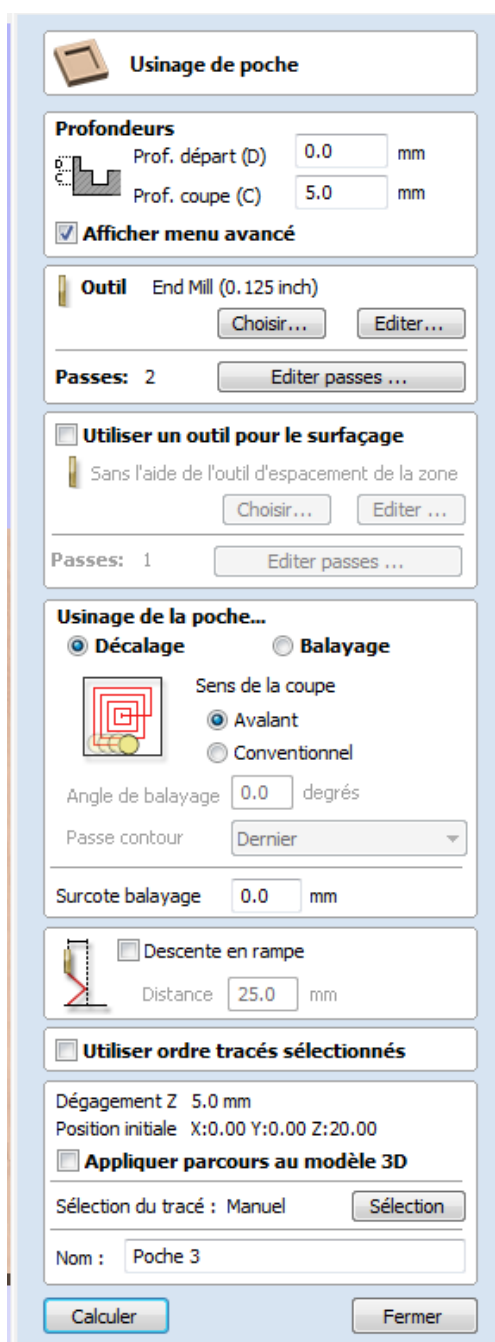 Usinage de poche
Profondeurs
D
Prof. départ (D) 0.0 mm
C
Prof. coupe (C) 5.0 mm
Afficher menu avancé
Outil End Mill (0.125 inch)
Choisir... Editer...
Passes: 2 Editer passes ...
Utiliser un outil pour le surfaçage
Sans l'aide de l'outil d'espacement de la zone
Choisir... Editer ...
Passes: 1 Editer passes ...
Usinage de la poche...
Décalage Balayage
Sens de la coupe
Avalant
Conventionnel
Angle de balayage 0.0 degrés
Passe contour Dernier
Surcote balayage 0.0 mm
Descente en rampe
Distance 25.0 mm
Utiliser ordre tracés sélectionnés
Dégagement Z 5.0 mm
Position initiale X:0.00 Y:0.00 Z:20.00
Appliquer parcours au modèle 3D
Sélection du tracé : Manuel Sélection
Nom : Poche 3
Calculer Fermer